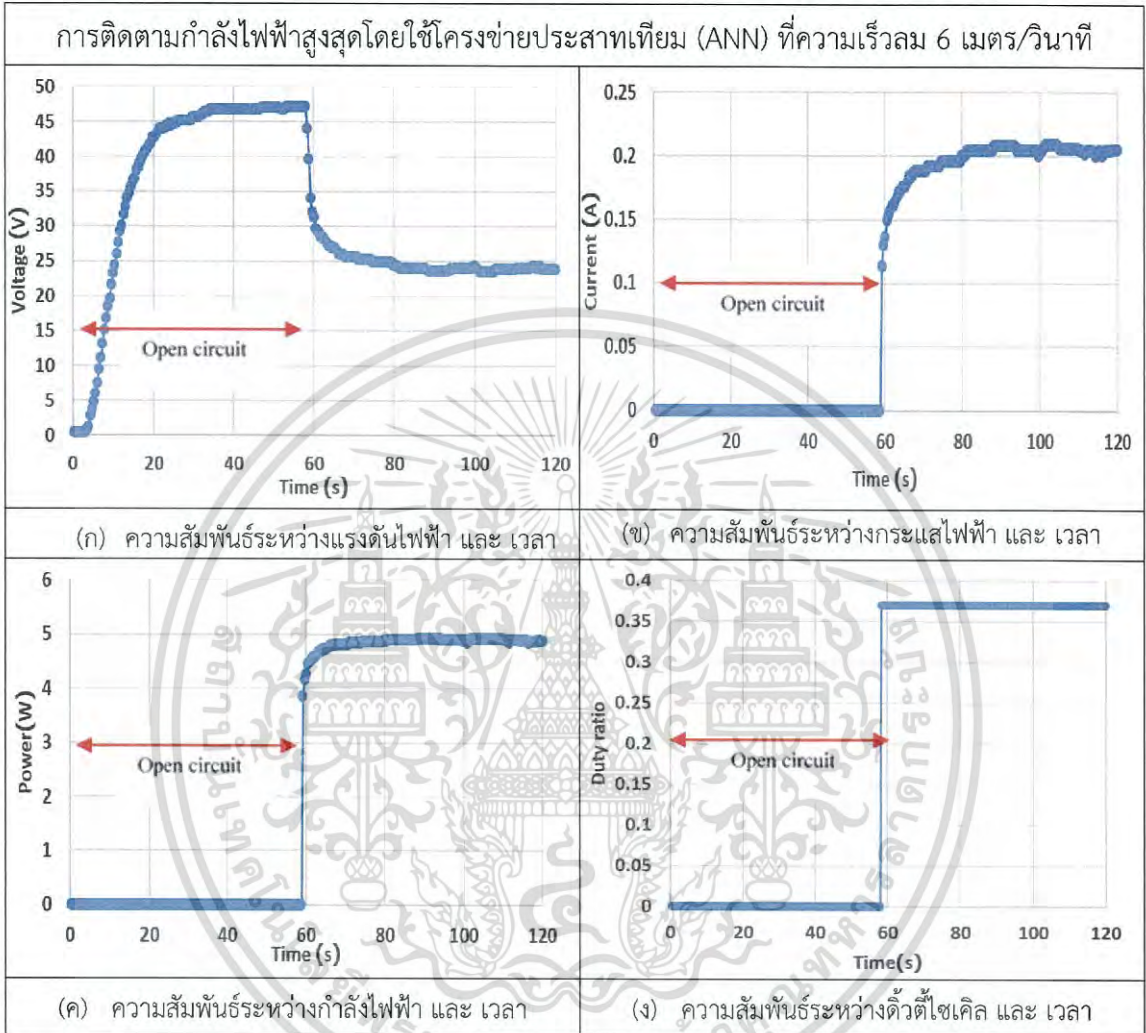 การติดตามกำลังไฟฟ้าสูงสุดโดยใช้โครงข่ายประสาทเทียม (ANN) ที่ความเร็วลม 6 เมตร/วินาที
50
45
40
35
30
25
20
15
10
5
0
Voltage (V)
Open circuit
0 20 40 60 80 100 120
Time (s)
(ก) ความสัมพันธ์ระหว่างแรงดันไฟฟ้า และ เวลา
0.25
0.2
0.15
0.1
0.05
0
Current (A)
Open circuit
0 20 40 60 80 100 120
Time (s)
(ข) ความสัมพันธ์ระหว่างกระแสไฟฟ้า และ เวลา
6
5
4
3
2
1
0
Power(W)
Open circuit
0 20 40 60 80 100 120
Time (s)
(ค) ความสัมพันธ์ระหว่างกำลังไฟฟ้า และ เวลา
0.4
0.35
0.3
0.25
0.2
0.15
0.1
0.05
0
Duty ratio
Open circuit
0 20 40 60 80 100 120
Time(s)
(ง) ความสัมพันธ์ระหว่างดิ้วตี้ไซเคิล และ เวลา